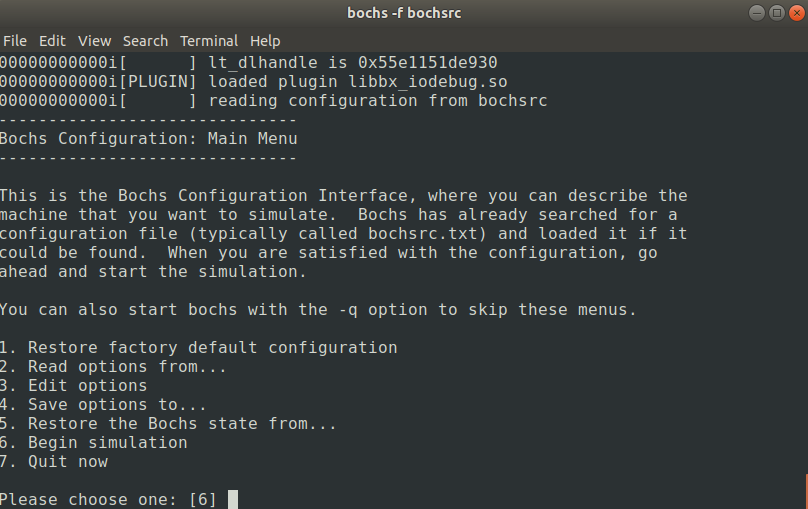 bochs -f bochsrc
File Edit View Search Terminal Help
00000000000i[      ] lt_dlhandle is 0x55e1151de930
00000000000i[PLUGIN] loaded plugin libbx_iodebug.so
00000000000i[      ] reading configuration from bochsrc
------------------------------
Bochs Configuration: Main Menu
------------------------------
This is the Bochs Configuration Interface, where you can describe the
machine that you want to simulate.  Bochs has already searched for a
configuration file (typically called bochsrc.txt) and loaded it if it
could be found.  When you are satisfied with the configuration, go
ahead and start the simulation.
You can also start bochs with the -q option to skip these menus.
1. Restore factory default configuration
2. Read options from...
3. Edit options
4. Save options to...
5. Restore the Bochs state from...
6. Begin simulation
7. Quit now
Please choose one: [6]